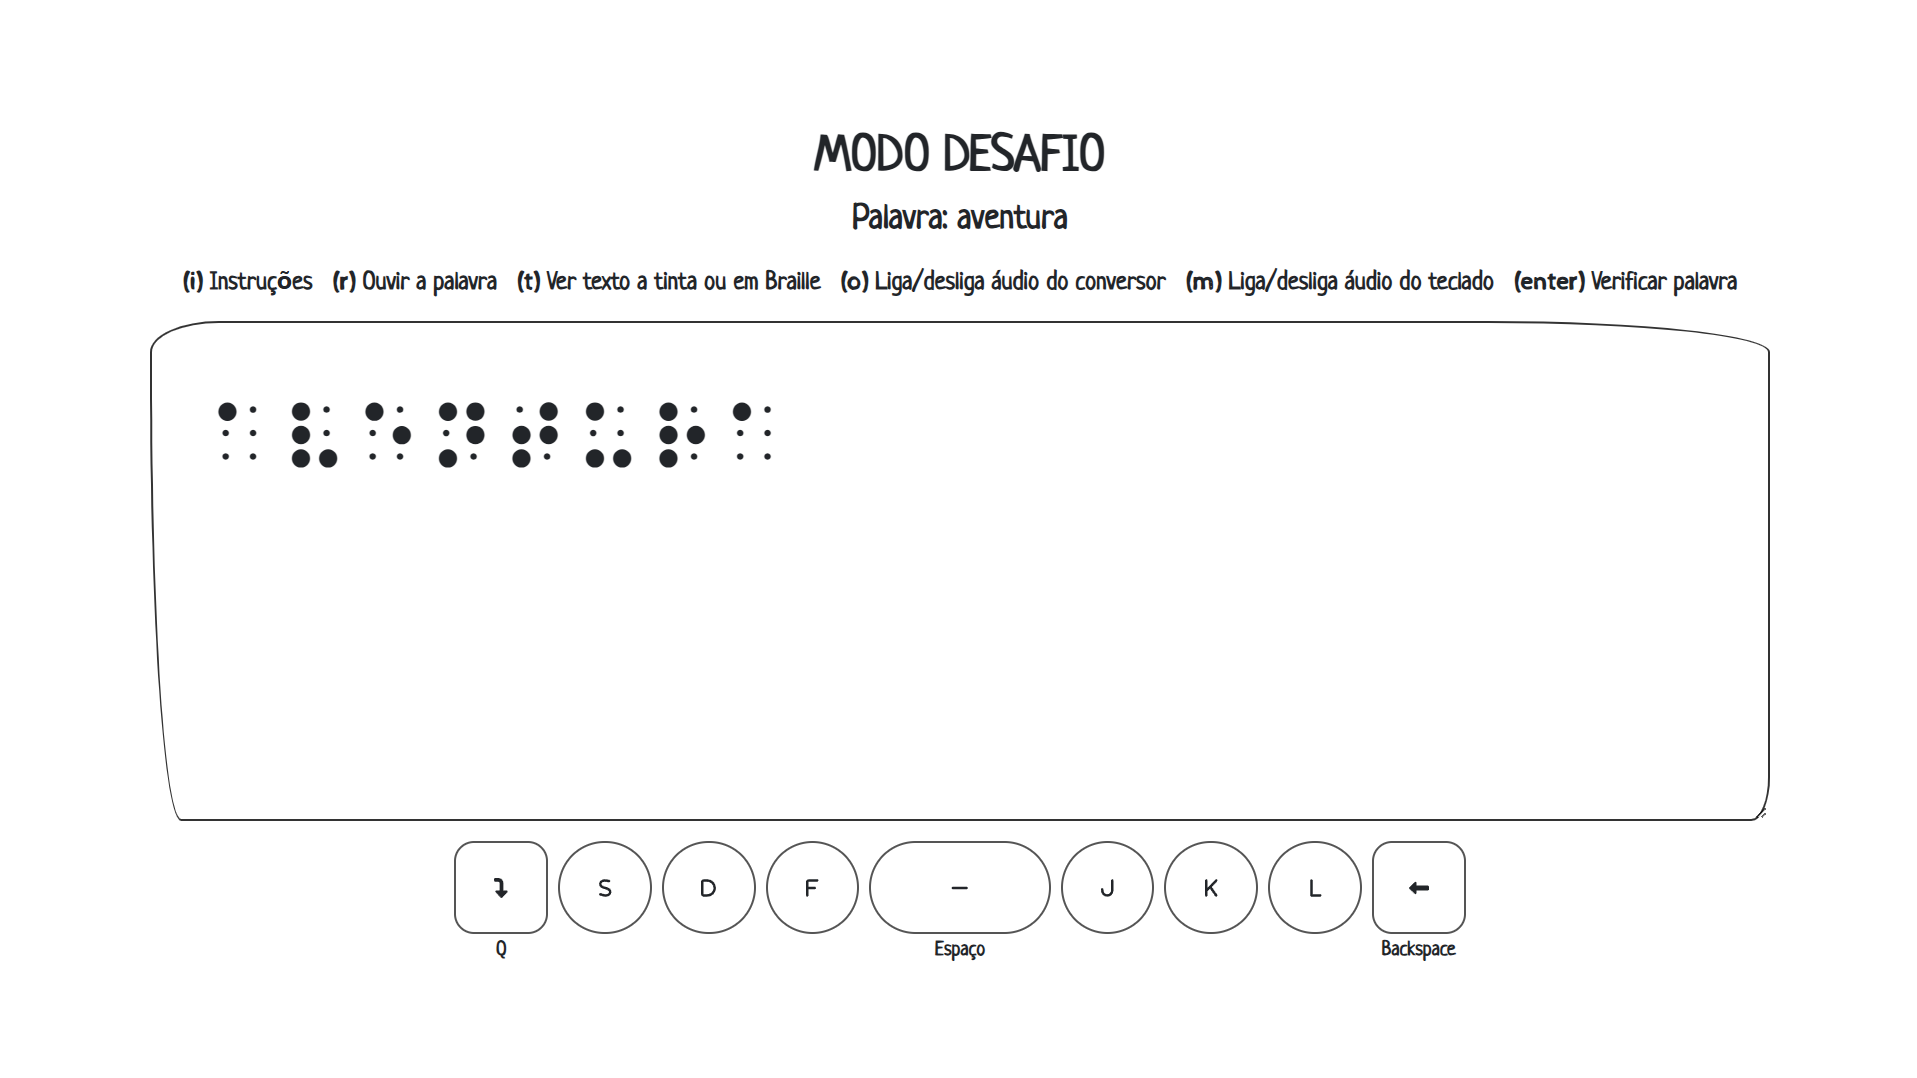 MODO DESAFIO
Palavra: aventura
(i) Instruções (r) Ouvir a palavra (t) Ver texto a tinta ou em Braille (o) Liga/desliga áudio do conversor (m) Liga/desliga áudio do teclado (enter) Verificar palavra
⠁⠧⠑⠝⠞⠥⠗⠁
S D F – J K L
Q Espaço Backspace